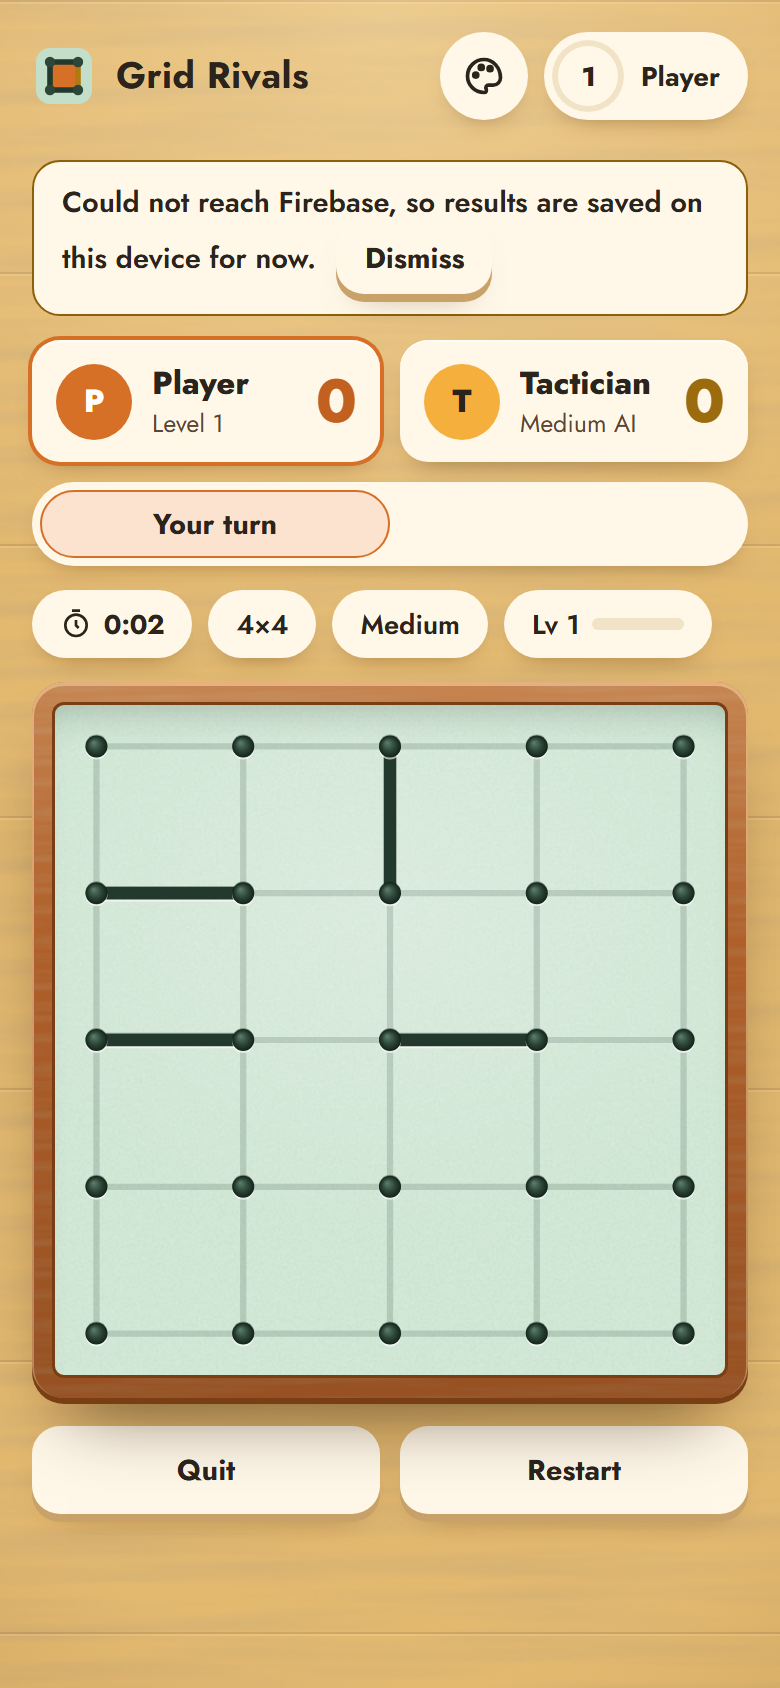 Grid Rivals
1 Player
Could not reach Firebase, so results are saved on
this device for now. Dismiss
P Player 0
Level 1
T Tactician 0
Medium AI
Your turn
0:02 4×4 Medium Lv 1
Quit Restart